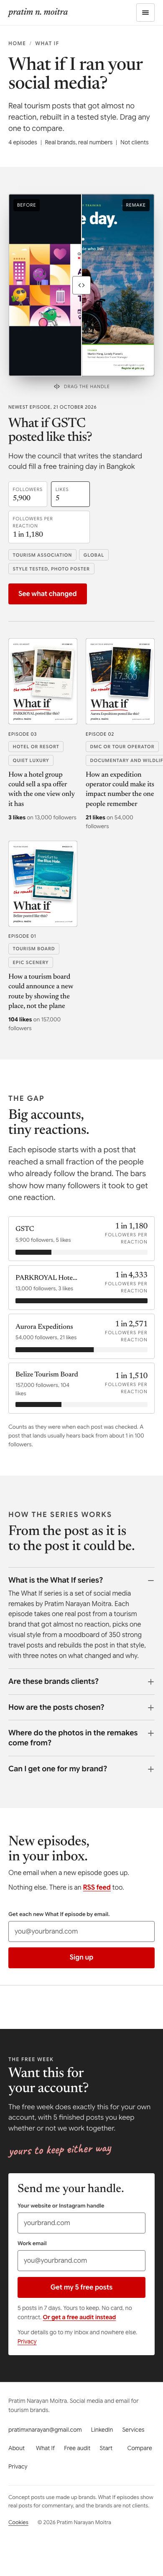 pratim n. moitra
HOME / WHAT IF
What if I ran your
social media?
Real tourism posts that got almost no
reaction, rebuilt in a tested style. Drag any
one to compare.
4 episodes | Real brands, real numbers | Not clients
BEFORE
REMAKE
e day.
DRAG THE HANDLE
NEWEST EPISODE, 21 OCTOBER 2026
What if GSTC
posted like this?
How the council that writes the standard
could fill a free training day in Bangkok
FOLLOWERS
5,900
LIKES
5
FOLLOWERS PER
REACTION
1 in 1,180
TOURISM ASSOCIATION
GLOBAL
STYLE TESTED, PHOTO POSTER
See what changed
What if
PARKROYAL posted like this?
EPISODE 03
HOTEL OR RESORT
QUIET LUXURY
How a hotel group
could sell a spa offer
with the one view only
it has
3 likes on 13,000 followers
17,300
What if
Aurora Expeditions posted like this?
EPISODE 02
DMC OR TOUR OPERATOR
DOCUMENTARY AND WILDLIF
How an expedition
operator could make its
impact number the one
people remember
21 likes on 54,000
followers
the Blue Hole.
What if
Belize posted like this?
EPISODE 01
TOURISM BOARD
EPIC SCENERY
How a tourism board
could announce a new
route by showing the
place, not the plane
104 likes on 157,000
followers
THE GAP
Big accounts,
tiny reactions.
Each episode starts with a post that
reached a small fraction of the people
who already follow the brand. The bars
show how many followers it took to get
one reaction.
GSTC
5,900 followers, 5 likes
1 in 1,180
FOLLOWERS PER
REACTION
PARKROYAL Hote...
13,000 followers, 3 likes
1 in 4,333
FOLLOWERS PER
REACTION
Aurora Expeditions
54,000 followers, 21 likes
1 in 2,571
FOLLOWERS PER
REACTION
Belize Tourism Board
157,000 followers, 104
likes
1 in 1,510
FOLLOWERS PER
REACTION
Counts as they were when each post was checked. A
post that lands usually hears back from about 1 in 100
followers.
HOW THE SERIES WORKS
From the post as it is
to the post it could be.
What is the What If series?
The What If series is a set of social media
remakes by Pratim Narayan Moitra. Each
episode takes one real post from a tourism
brand that got almost no reaction, picks one
visual style from a moodboard of 350 strong
travel posts and rebuilds the post in that style,
with three notes on what changed and why.
Are these brands clients?
How are the posts chosen?
Where do the photos in the remakes
come from?
Can I get one for my brand?
New episodes,
in your inbox.
One email when a new episode goes up.
Nothing else. There is an RSS feed too.
Get each new What If episode by email.
you@yourbrand.com
Sign up
THE FREE WEEK
Want this for
your account?
The free week does exactly this for your own
account, with 5 finished posts you keep
whether or not we work together.
yours to keep either way
Send me your handle.
Your website or Instagram handle
yourbrand.com
Work email
you@yourbrand.com
Get my 5 free posts
5 posts in 7 days. Yours to keep. No card, no
contract. Or get a free audit instead
Your details go to my inbox and nowhere else.
Privacy
Pratim Narayan Moitra. Social media and email for
tourism brands.
pratimnarayan@gmail.com LinkedIn Services
About What If Free audit Start Compare
Privacy
Concept posts use made up brands. What If episodes show
real posts for commentary, and the brands are not clients.
Cookies © 2026 Pratim Narayan Moitra